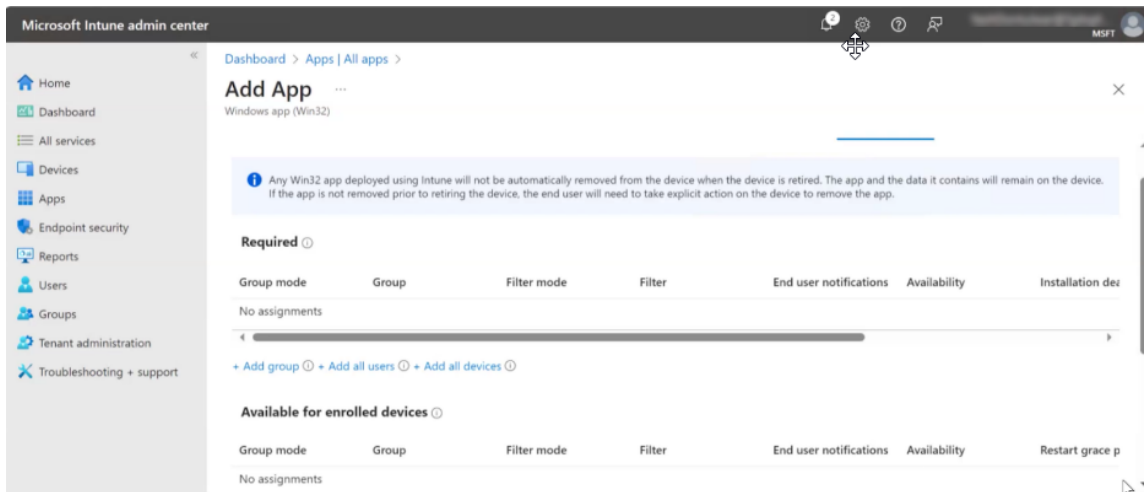 Microsoft Intune admin center
2
MSFT
«
Dashboard > Apps | All apps >
Home
Add App ...
Windows app (Win32)
Dashboard
All services
Devices
Apps
Endpoint security
Reports
Users
Groups
Tenant administration
Troubleshooting + support
Any Win32 app deployed using Intune will not be automatically removed from the device when the device is retired. The app and the data it contains will remain on the device.
If the app is not removed prior to retiring the device, the end user will need to take explicit action on the device to remove the app.
Required
Group mode Group Filter mode Filter End user notifications Availability Installation dea
No assignments
+ Add group + Add all users + Add all devices
Available for enrolled devices
Group mode Group Filter mode Filter End user notifications Availability Restart grace p
No assignments